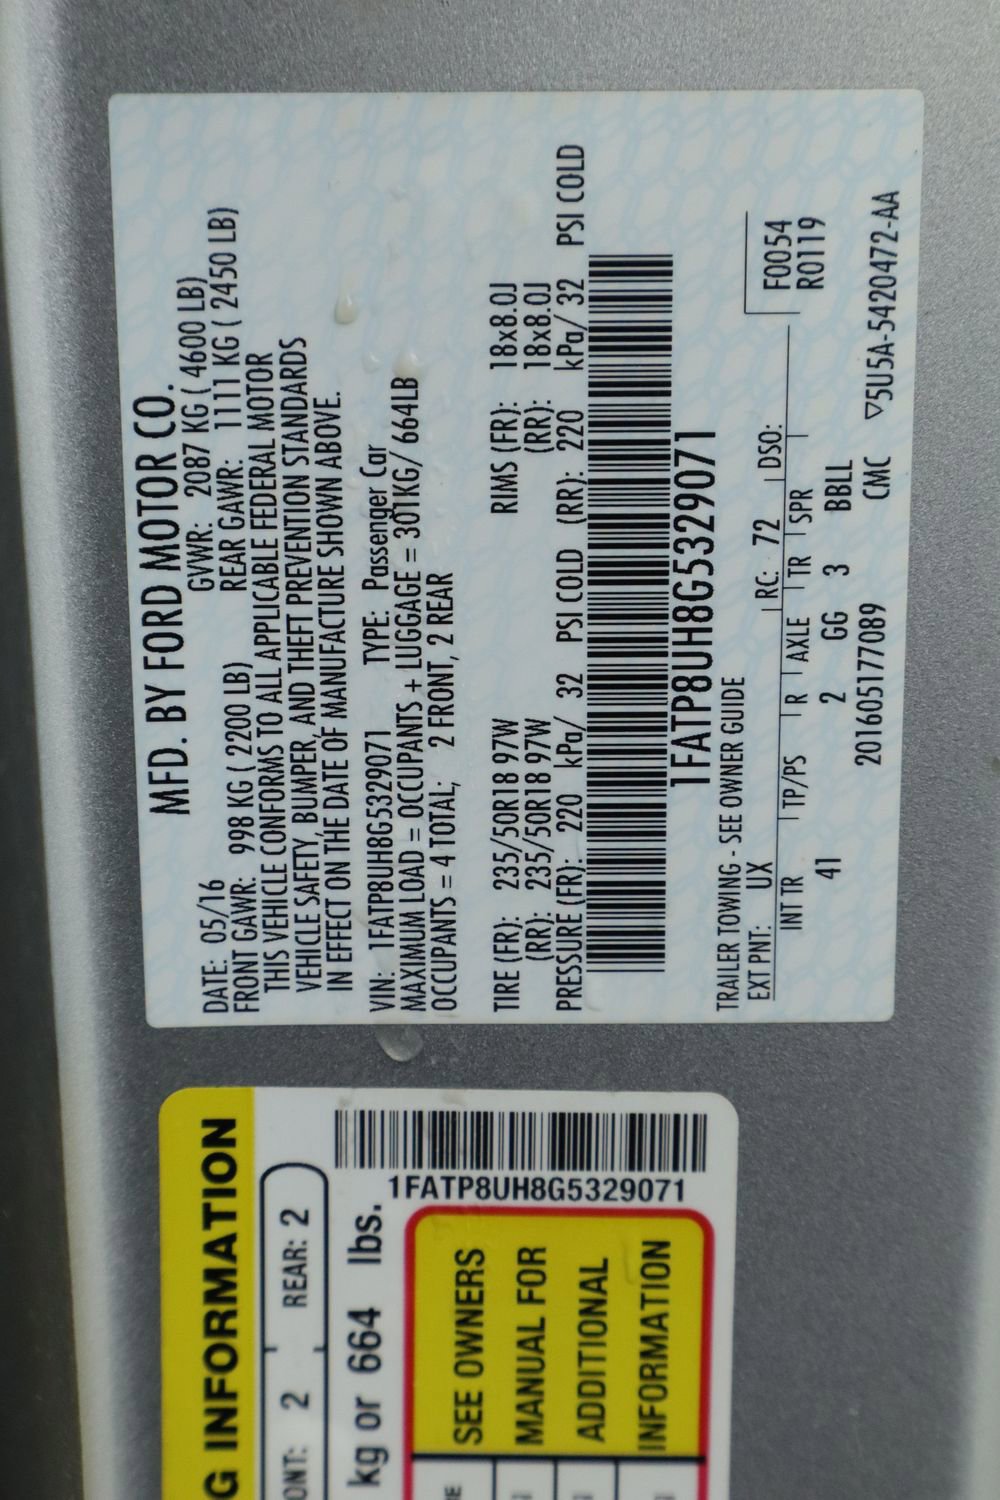 MFD. BY FORD MOTOR CO.
DATE: 05/16 GVWR: 2087 KG ( 4600 LB)
FRONT GAWR: 998 KG ( 2200 LB) REAR GAWR: 1111 KG ( 2450 LB)
THIS VEHICLE CONFORMS TO ALL APPLICABLE FEDERAL MOTOR
VEHICLE SAFETY, BUMPER, AND THEFT PREVENTION STANDARDS
IN EFFECT ON THE DATE OF MANUFACTURE SHOWN ABOVE.
VIN: 1FATP8UH8G5329071 TYPE: Passenger Car
MAXIMUM LOAD = OCCUPANTS + LUGGAGE = 301KG/ 664LB
OCCUPANTS = 4 TOTAL; 2 FRONT, 2 REAR
TIRE (FR): 235/50R18 97W RIMS (FR): 18x8.0J
(RR): 235/50R18 97W (RR): 18x8.0J
PRESSURE (FR): 220 kPa/ 32 PSI COLD (RR): 220 kPa/ 32 PSI COLD
1FATP8UH8G5329071
TRAILER TOWING - SEE OWNER GUIDE F0054
EXT PNT: UX RC: 72 DSO: R0119
INT TR TP/PS R AXLE TR SPR
41 2 GG 3 BBLL
201605177089 CMC ▽5U5A-5420472-AA
G INFORMATION
ONT: 2 REAR: 2
kg or 664 lbs.
1FATP8UH8G5329071
SEE OWNERS
MANUAL FOR
ADDITIONAL
INFORMATION